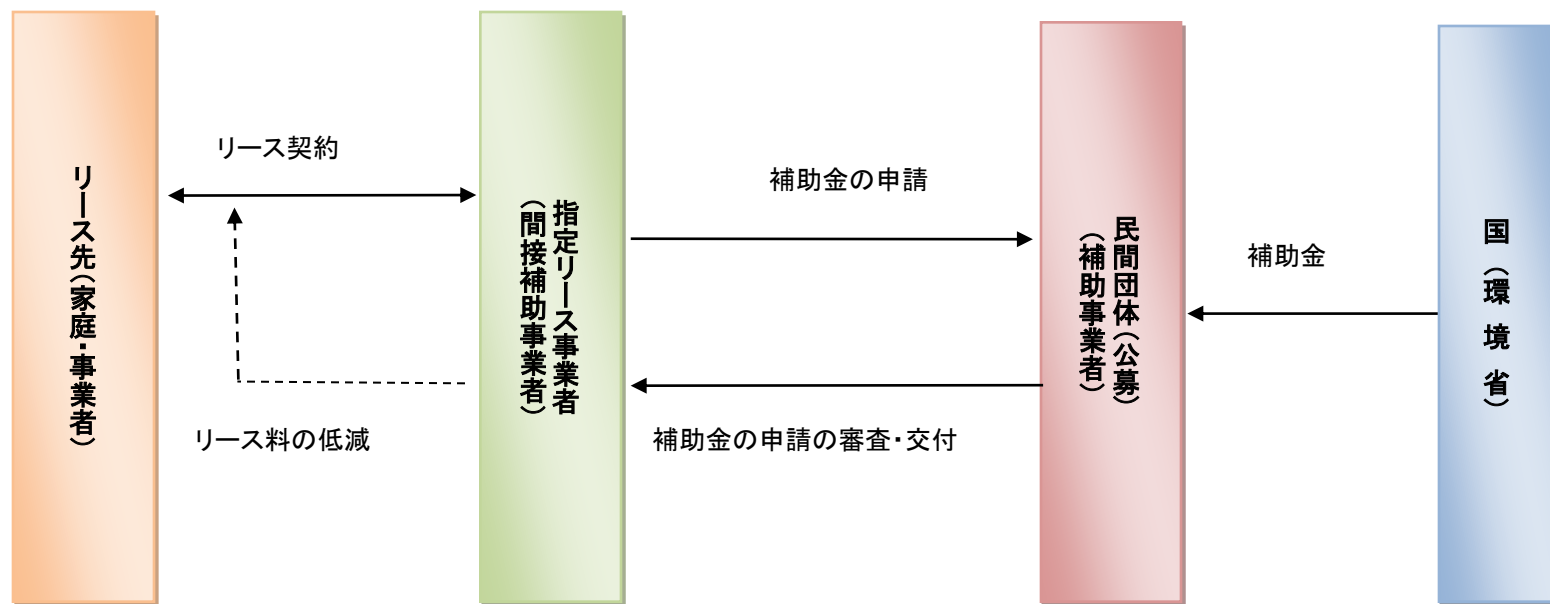 リース先(家庭・事業者)
リース契約
リース料の低減
指定リース事業者
(間接補助事業者)
補助金の申請
補助金の申請の審査・交付
民間団体(公募)
(補助事業者)
補助金
国(環境省)